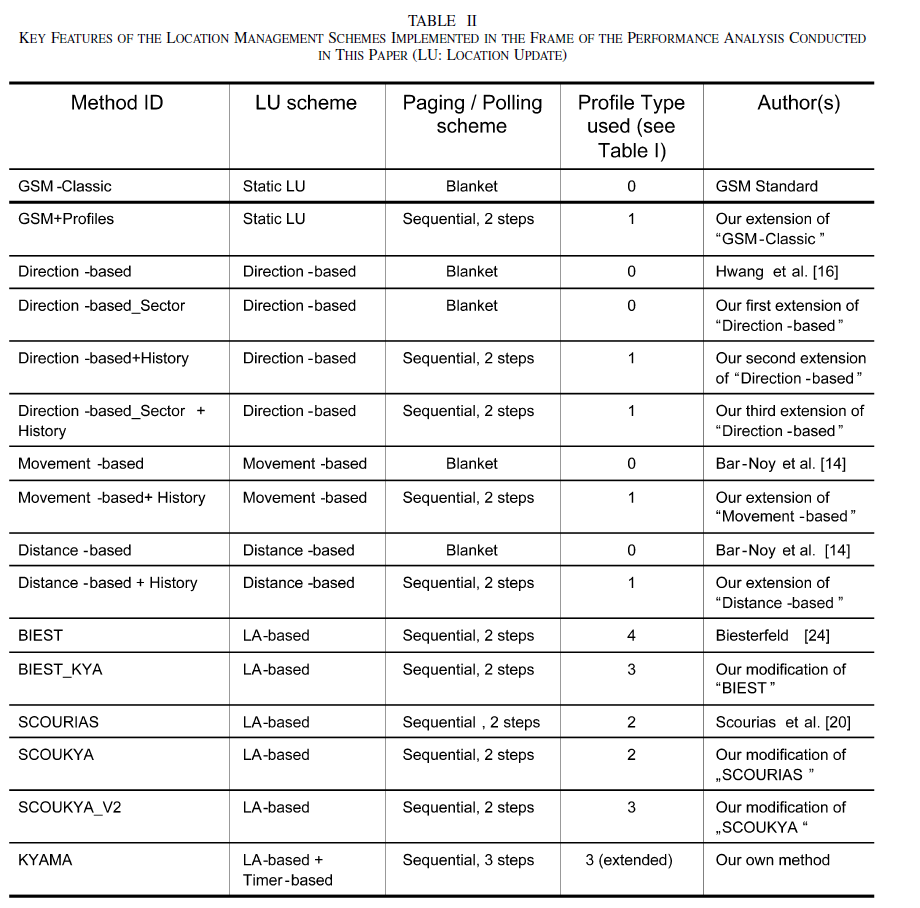 TABLE II
KEY FEATURES OF THE LOCATION MANAGEMENT SCHEMES IMPLEMENTED IN THE FRAME OF THE PERFORMANCE ANALYSIS CONDUCTED
IN THIS PAPER (LU: LOCATION UPDATE)
Method ID LU scheme Paging / Polling scheme Profile Type used (see Table I) Author(s)
GSM-Classic Static LU Blanket 0 GSM Standard
GSM+Profiles Static LU Sequential, 2 steps 1 Our extension of
“GSM-Classic”
Direction-based Direction-based Blanket 0 Hwang et al. [16]
Direction-based_Sector Direction-based Blanket 0 Our first extension of
“Direction-based”
Direction-based+History Direction-based Sequential, 2 steps 1 Our second extension
of “Direction-based”
Direction-based_Sector + Direction-based Sequential, 2 steps 1 Our third extension of
History “Direction-based”
Movement-based Movement-based Blanket 0 Bar-Noy et al. [14]
Movement-based+ History Movement-based Sequential, 2 steps 1 Our extension of
“Movement-based”
Distance-based Distance-based Blanket 0 Bar-Noy et al. [14]
Distance-based + History Distance-based Sequential, 2 steps 1 Our extension of
“Distance-based”
BIEST LA-based Sequential, 2 steps 4 Biesterfeld [24]
BIEST_KYA LA-based Sequential, 2 steps 3 Our modification of
“BIEST”
SCOURIAS LA-based Sequential, 2 steps 2 Scourias et al. [20]
SCOUKYA LA-based Sequential, 2 steps 2 Our modification of
„SCOURIAS ”
SCOUKYA_V2 LA-based Sequential, 2 steps 3 Our modification of
„SCOUKYA “
KYAMA LA-based + Sequential, 3 steps 3 (extended) Our own method
Timer-based